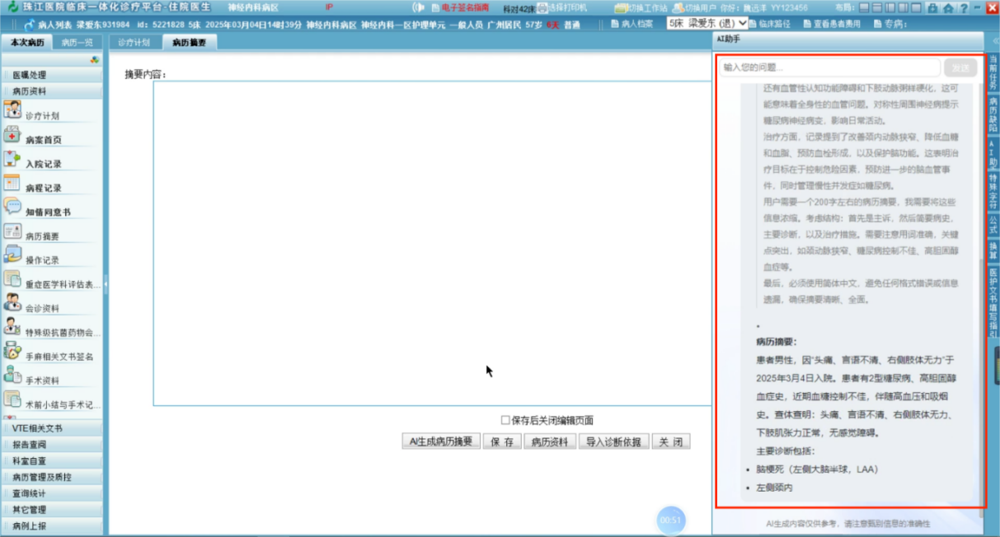 珠江医院临床一体化诊疗平台-住院医生 神经科病区 IP 电子签名指南 科对42床 选择打印机 切换工作站 切换用户 你好: 魏远丰 YY123456 布局:
病人列表 梁爱东931984 id: 5221828 5床 2025年03月04日14时39分 神经内科病区 神经内科一区护理单元 一般人员 广州居民 57岁 6天 普通 病人档案 5床 梁爱东 (退) 临床路径 查看患者费用 专病:
本次病历 病历一览 诊疗计划 病历摘要 AI助手
医嘱处理
病历资料
诊疗计划
病案首页
入院记录
病程记录
知情同意书
病历摘要
操作记录
重症医学科评估表...
会诊资料
特殊级抗菌药物会...
手麻相关文书签名
手术资料
术前小结与手术记...
VTE相关文书
报告查阅
科室自查
病历管理及质控
查询统计
其它管理
病例上报
摘要内容:
保存后关闭编辑页面
AI生成病历摘要 保 存 病历资料 导入诊断依据 关 闭
00:51
输入您的问题... 发送
还有血管性认知功能障碍和下肢动脉粥样硬化，这可
能意味着全身性的血管问题。对称性周围神经病提示
糖尿病神经病变，影响日常活动。
治疗方面，记录提到了改善颈内动脉狭窄、降低血糖
和血脂、预防血栓形成，以及保护脑功能。这表明治
疗目标在于控制危险因素，预防进一步的脑血管事
件，同时管理慢性并发症如糖尿病。
用户需要一个200字左右的病历摘要，我需要将这些
信息浓缩。考虑结构：首先是主诉，然后简要病史，
主要诊断，以及治疗措施。需要注意用词准确，关键
点突出，如颈动脉狭窄、糖尿病控制不佳、高胆固醇
血症等。
最后，必须使用简体中文，避免任何格式错误或信息
遗漏，确保摘要清晰、全面。
。
病历摘要：
患者男性，因“头痛、言语不清、右侧肢体无力”于
2025年3月4日入院。患者有2型糖尿病、高胆固醇
血症史，近期血糖控制不佳，伴随高血压和吸烟
史。查体查明：头痛、言语不清、右侧肢体无力、
下肢肌张力正常，无感觉障碍。
主要诊断包括：
• 脑梗死（左侧大脑半球，LAA）
• 左侧颈内
AI生成内容仅供参考，请注意甄别信息的准确性
当前任务
病历缺陷
AI助
特殊字符
公式
换算
医护文书填写指引